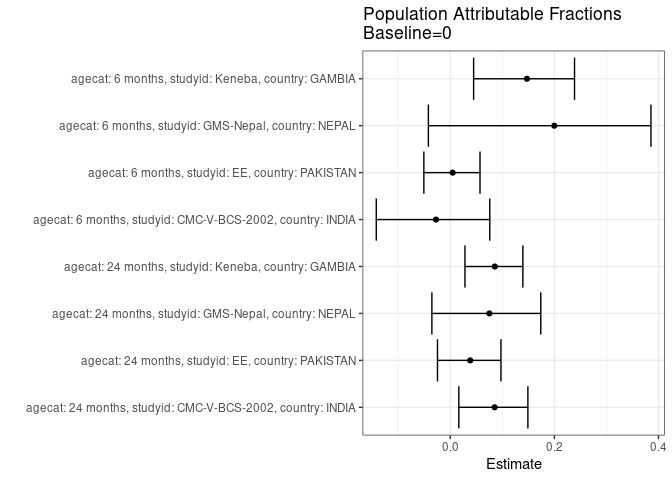 Population Attributable Fractions
Baseline=0
agecat: 6 months, studyid: Keneba, country: GAMBIA
agecat: 6 months, studyid: GMS-Nepal, country: NEPAL
agecat: 6 months, studyid: EE, country: PAKISTAN
agecat: 6 months, studyid: CMC-V-BCS-2002, country: INDIA
agecat: 24 months, studyid: Keneba, country: GAMBIA
agecat: 24 months, studyid: GMS-Nepal, country: NEPAL
agecat: 24 months, studyid: EE, country: PAKISTAN
agecat: 24 months, studyid: CMC-V-BCS-2002, country: INDIA
0.0 0.2 0.4
Estimate